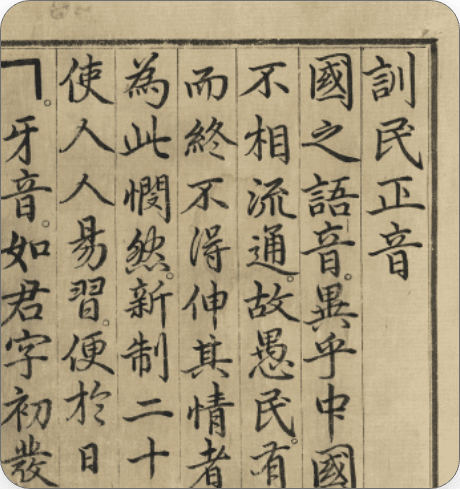 訓民正音
國之語音。異乎中國
不相流通。故愚民。有
而終不得伸其情者
為此憫然。新制二十
使人人易習。便於日
ㄱ。牙音。如君字初發